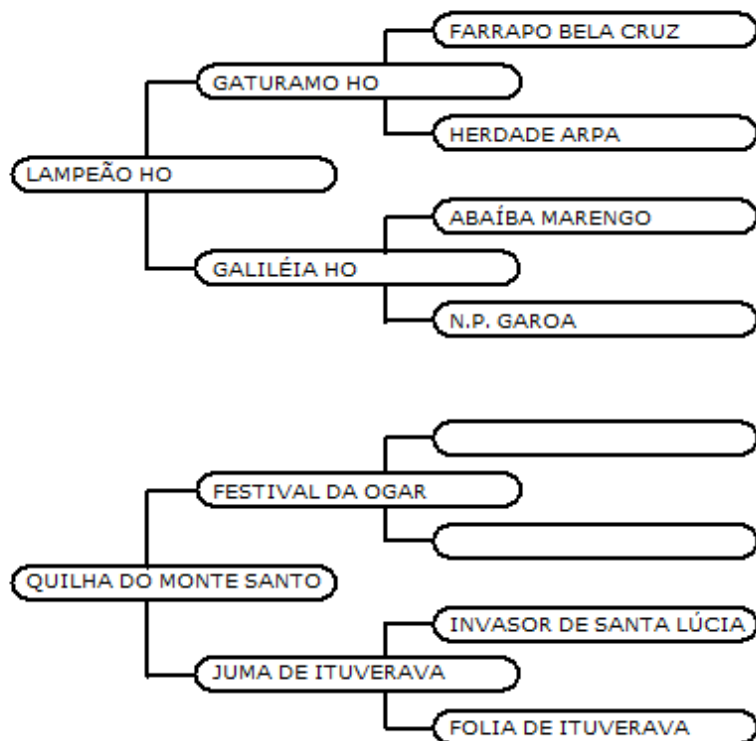 FARRAPO BELA CRUZ
GATURAMO HO
HERDADE ARPA
LAMPEÃO HO
ABAÍBA MARENGO
GALILÉIA HO
N.P. GAROA
FESTIVAL DA OGAR
QUILHA DO MONTE SANTO
INVASOR DE SANTA LÚCIA
JUMA DE ITUVERAVA
FOLIA DE ITUVERAVA